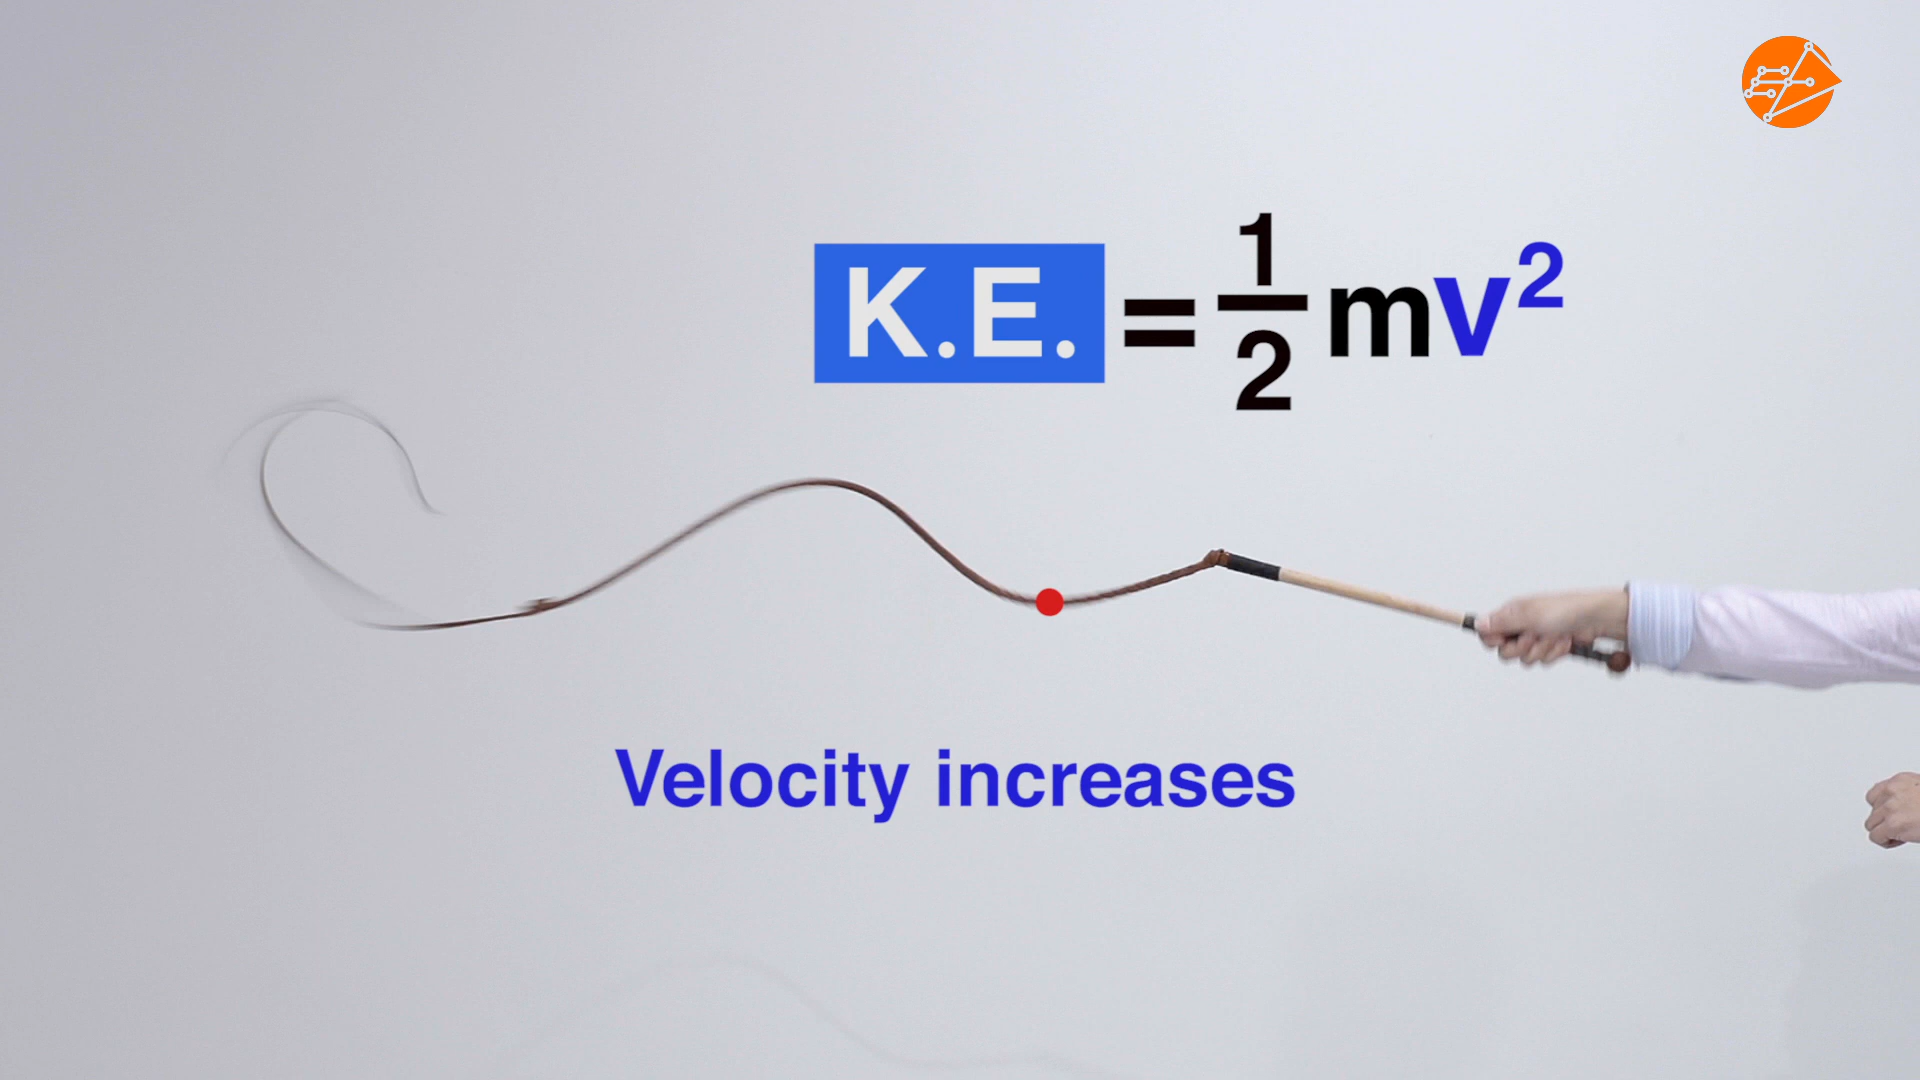 K.E. = 1/2 mv²
Velocity increases